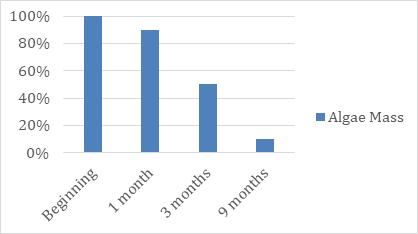 100%
80%
60%
40%
20%
0%
Beginning
1 month
3 months
9 months
Algae Mass